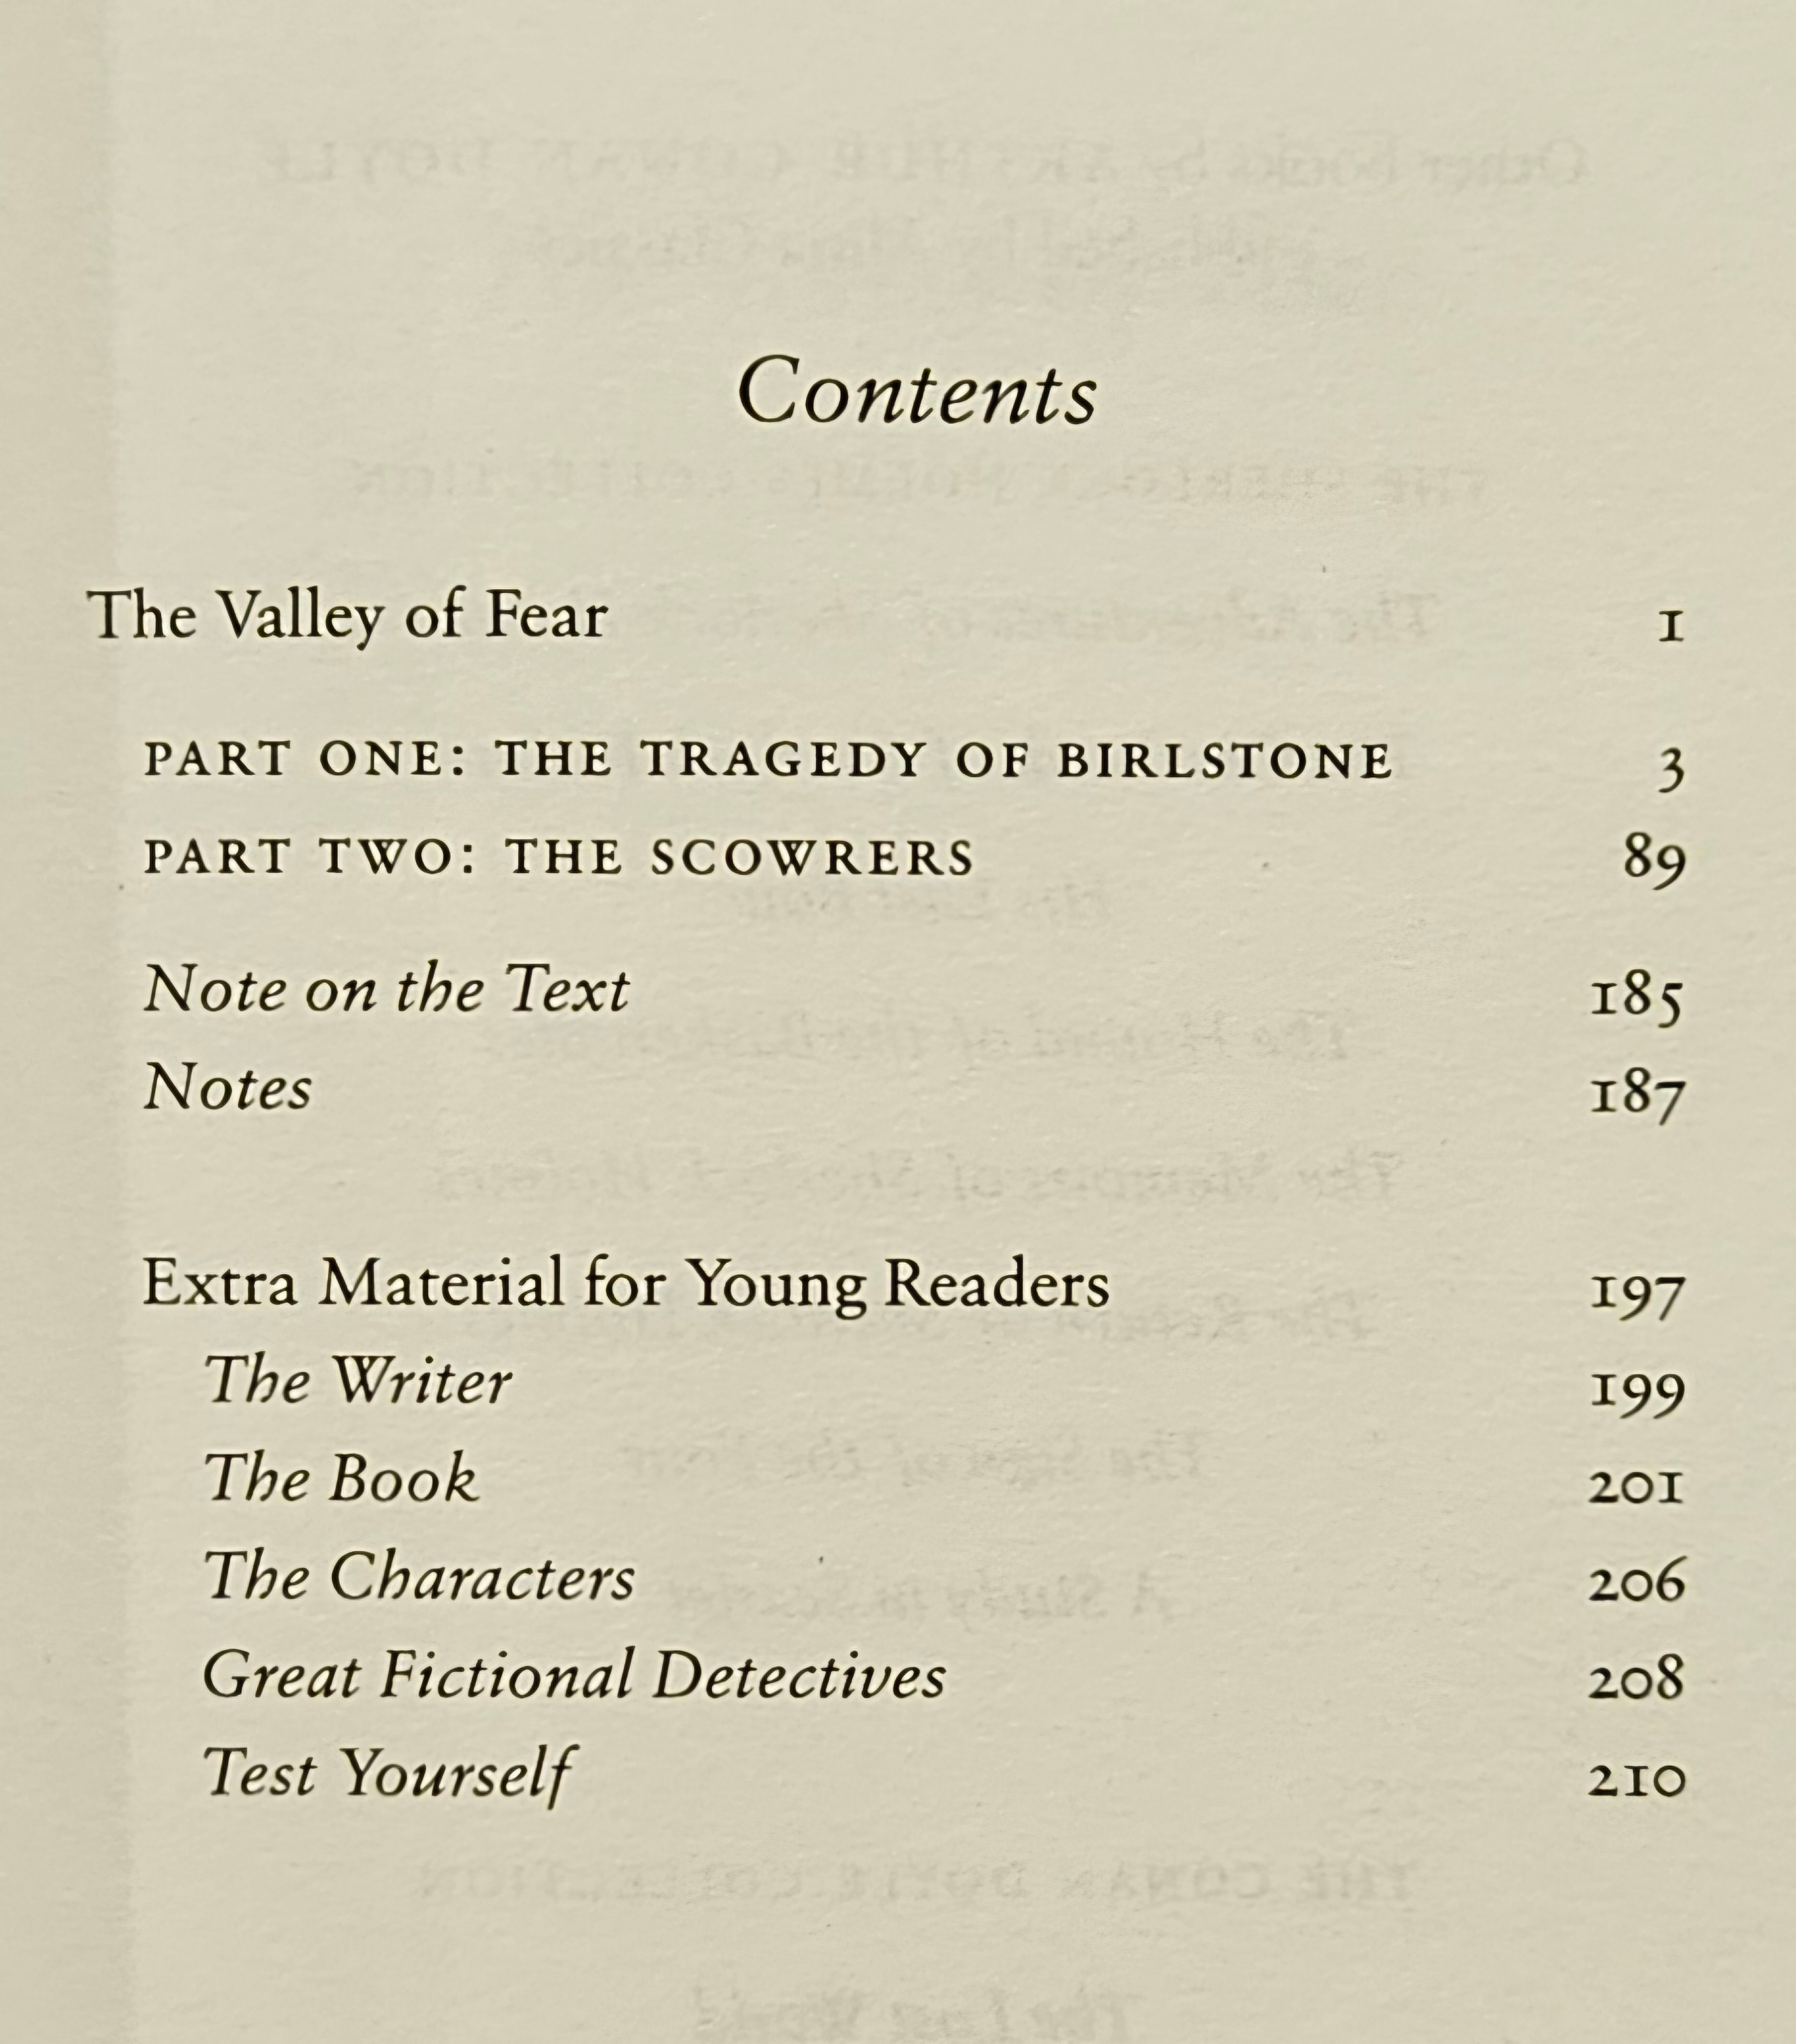 Contents
The Valley of Fear 1
PART ONE: THE TRAGEDY OF BIRLSTONE 3
PART TWO: THE SCOWRERS 89
Note on the Text 185
Notes 187
Extra Material for Young Readers 197
The Writer 199
The Book 201
The Characters 206
Great Fictional Detectives 208
Test Yourself 210